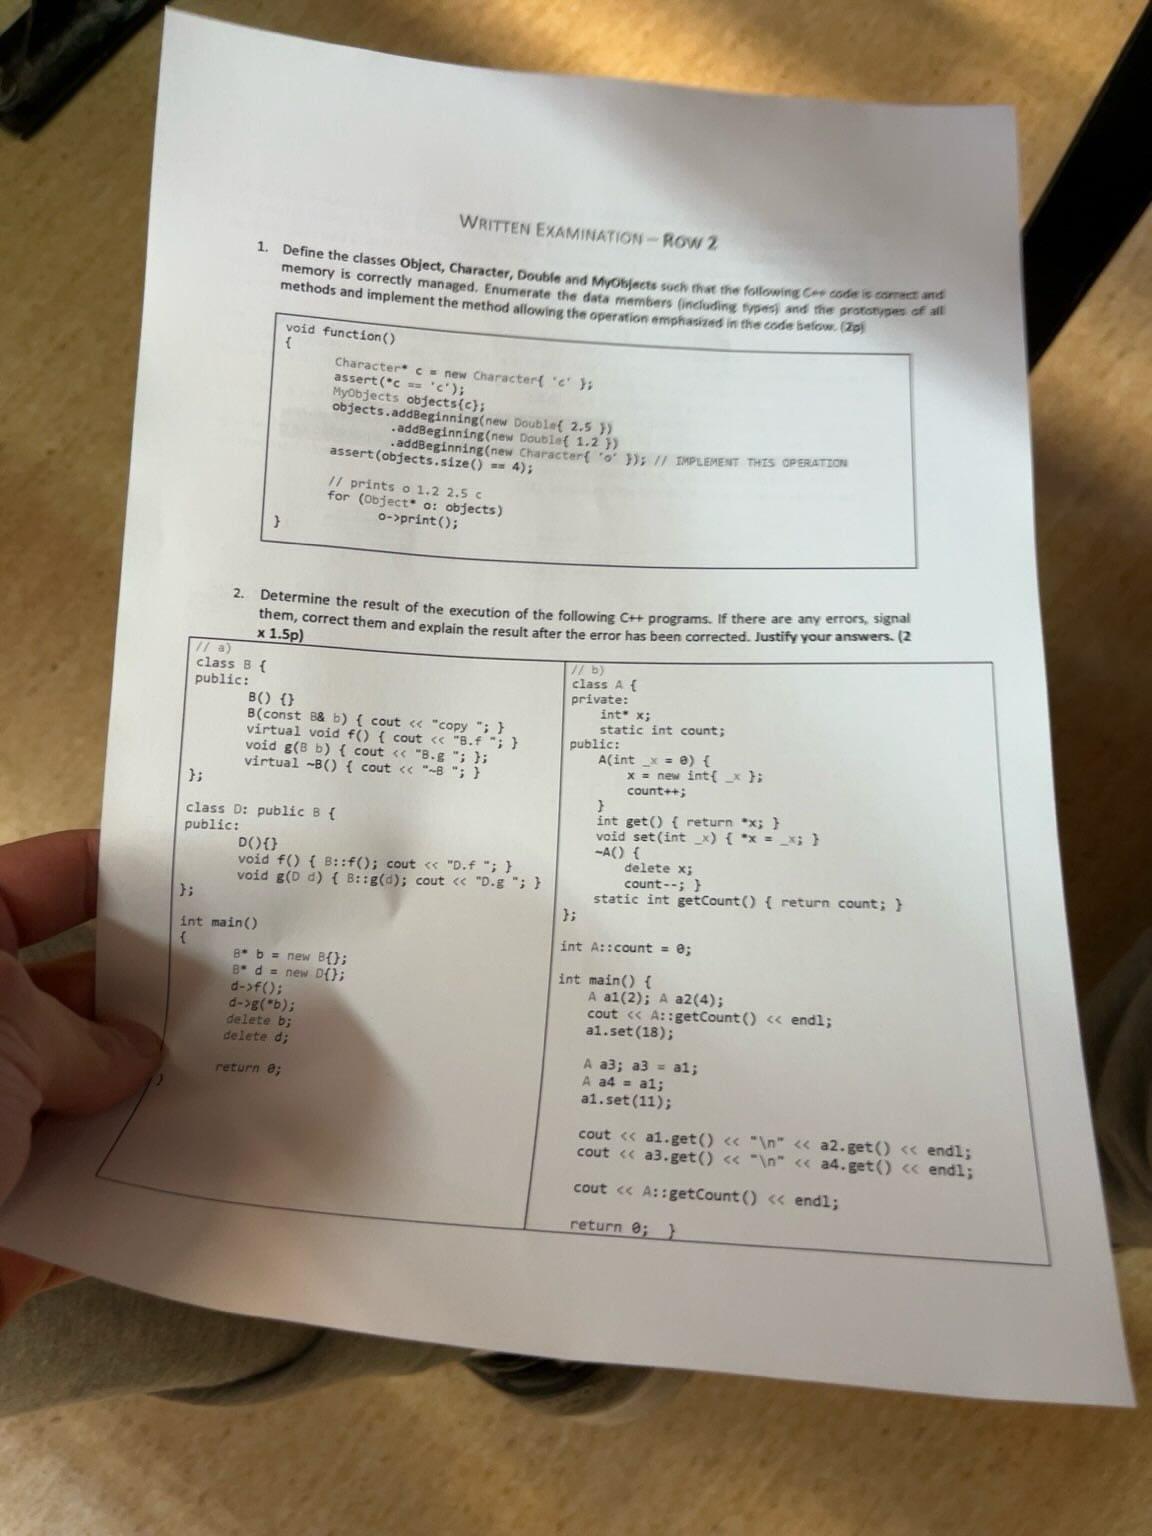 WRITTEN EXAMINATION – ROW 2
1. Define the classes Object, Character, Double and MyObjects such that the following C++ code is correct and
memory is correctly managed. Enumerate the data members (including types) and the prototypes of all
methods and implement the method allowing the operation emphasized in the code below. (2p)
void function()
{
Character* c = new Character{ 'c' };
assert(*c == 'c');
MyObjects objects{c};
objects.addBeginning(new Double{ 2.5 })
.addBeginning(new Double{ 1.2 })
.addBeginning(new Character{ 'o' }); // IMPLEMENT THIS OPERATION
assert(objects.size() == 4);
// prints o 1.2 2.5 c
for (Object* o: objects)
o->print();
}
2. Determine the result of the execution of the following C++ programs. If there are any errors, signal
them, correct them and explain the result after the error has been corrected. Justify your answers. (2
x 1.5p)
// a)
class B {
public:
B() {}
B(const B& b) { cout << "copy "; }
virtual void f() { cout << "B.f "; }
void g(B b) { cout << "B.g "; };
virtual ~B() { cout << "~B "; }
};
class D: public B {
public:
D(){}
void f() { B::f(); cout << "D.f "; }
void g(D d) { B::g(d); cout << "D.g "; }
};
int main()
{
B* b = new B{};
B* d = new D{};
d->f();
d->g(*b);
delete b;
delete d;
return 0;
}
// b)
class A {
private:
int* x;
static int count;
public:
A(int _x = 0) {
x = new int{ _x };
count++;
}
int get() { return *x; }
void set(int _x) { *x = _x; }
~A() {
delete x;
count--; }
static int getCount() { return count; }
};
int A::count = 0;
int main() {
A a1(2); A a2(4);
cout << A::getCount() << endl;
a1.set(18);
A a3; a3 = a1;
A a4 = a1;
a1.set(11);
cout << a1.get() << "\n" << a2.get() << endl;
cout << a3.get() << "\n" << a4.get() << endl;
cout << A::getCount() << endl;
return 0; }